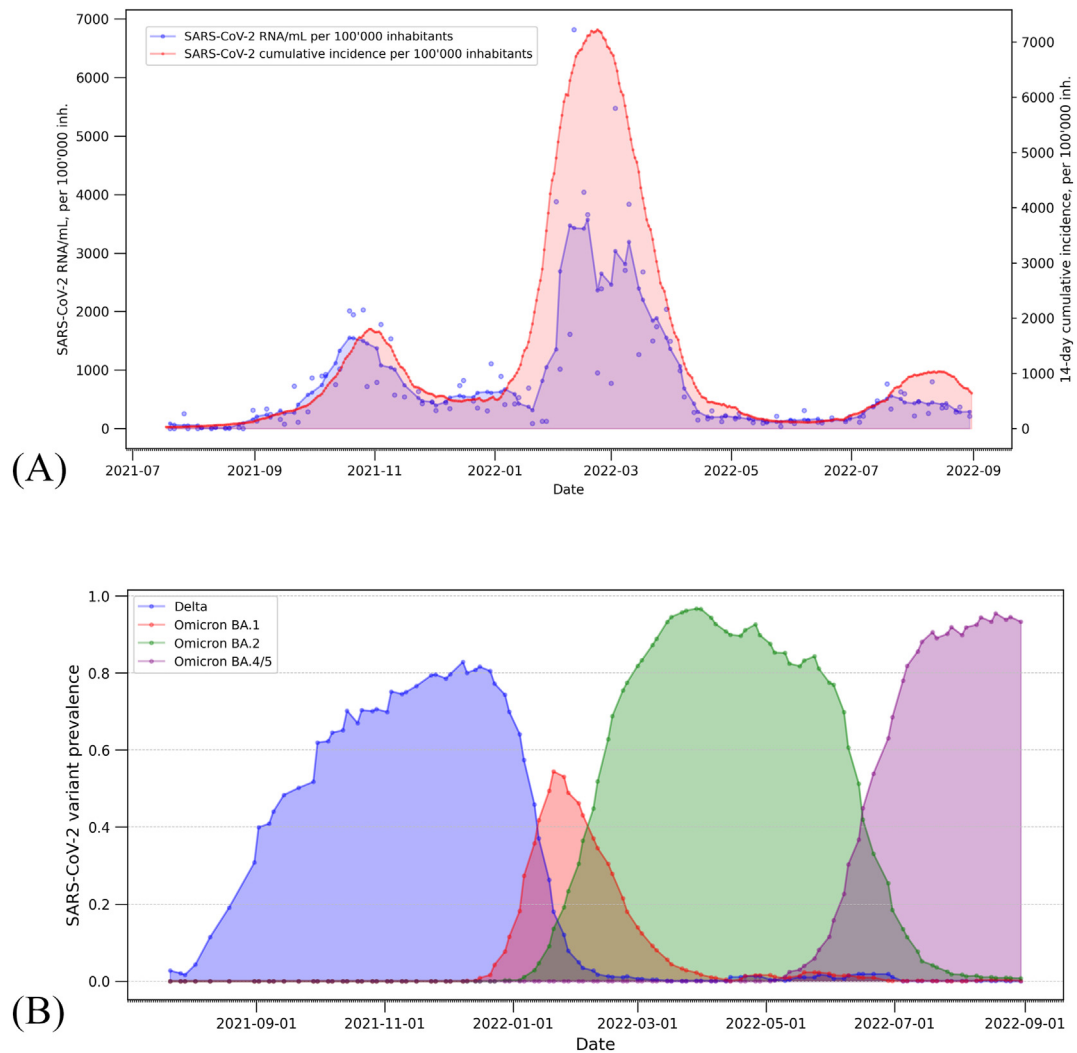 7000
6000
5000
4000
3000
2000
1000
0
SARS-CoV-2 RNA/mL, per 100'000 inh.
SARS-CoV-2 RNA/mL per 100'000 inhabitants
SARS-CoV-2 cumulative incidence per 100'000 inhabitants
7000
6000
5000
4000
3000
2000
1000
0
14-day cumulative incidence, per 100'000 inh.
2021-07 2021-09 2021-11 2022-01 2022-03 2022-05 2022-07 2022-09
Date
(A)
1.0
0.8
0.6
0.4
0.2
0.0
SARS-CoV-2 variant prevalence
Delta
Omicron BA.1
Omicron BA.2
Omicron BA.4/5
2021-09-01 2021-11-01 2022-01-01 2022-03-01 2022-05-01 2022-07-01 2022-09-01
Date
(B)